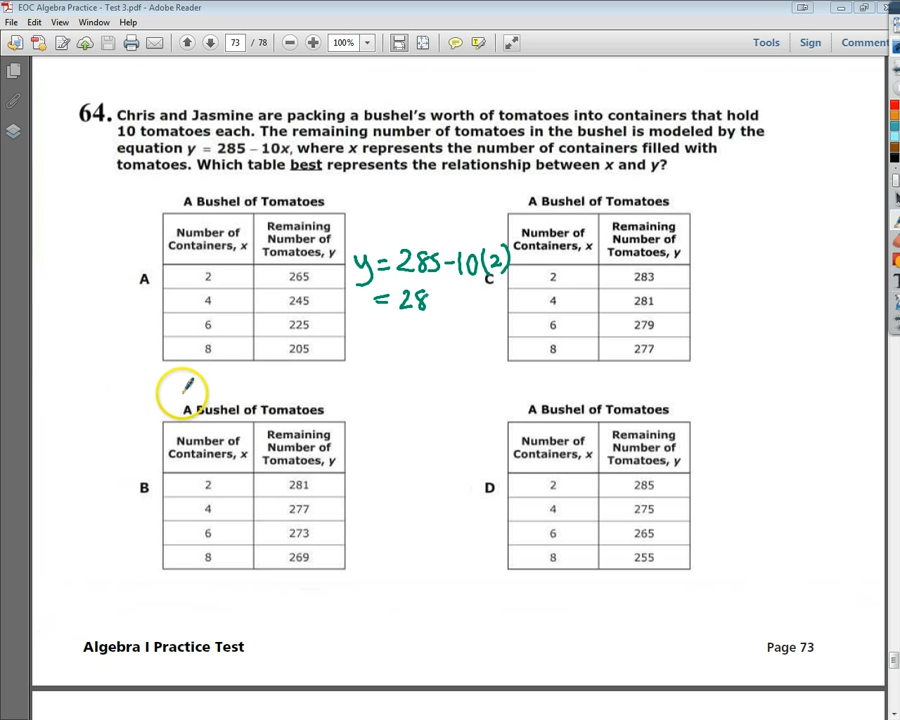 EOC Algebra Practice - Test 3.pdf - Adobe Reader
File Edit View Window Help
73 / 78 100% Tools Sign Comment
64. Chris and Jasmine are packing a bushel's worth of tomatoes into containers that hold
10 tomatoes each. The remaining number of tomatoes in the bushel is modeled by the
equation y = 285 – 10x, where x represents the number of containers filled with
tomatoes. Which table best represents the relationship between x and y?
A
A Bushel of Tomatoes
Number of
Containers, x
Remaining
Number of
Tomatoes, y
2 265
4 245
6 225
8 205
y = 285 - 10(2)
= 28
C
A Bushel of Tomatoes
Number of
Containers, x
Remaining
Number of
Tomatoes, y
2 283
4 281
6 279
8 277
B
A Bushel of Tomatoes
Number of
Containers, x
Remaining
Number of
Tomatoes, y
2 281
4 277
6 273
8 269
D
A Bushel of Tomatoes
Number of
Containers, x
Remaining
Number of
Tomatoes, y
2 285
4 275
6 265
8 255
Algebra I Practice Test
Page 73